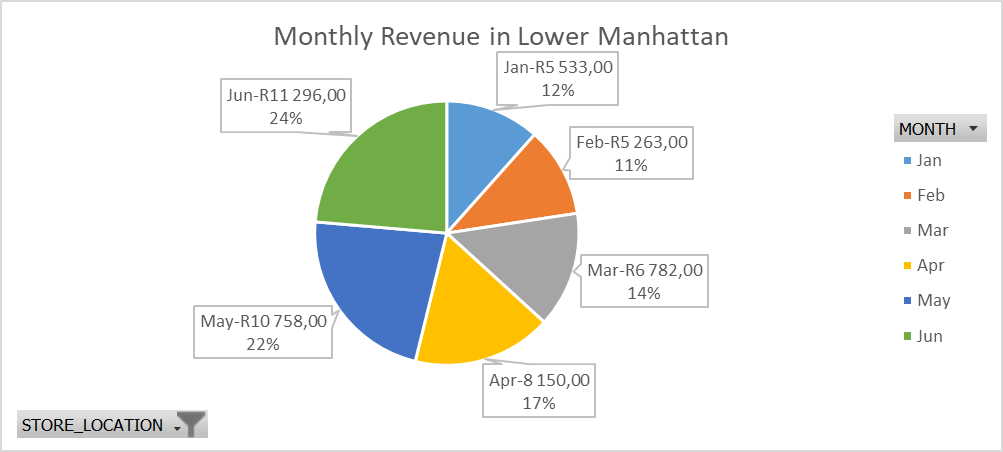 Monthly Revenue in Lower Manhattan
Jan-R5 533,00
12%
Jun-R11 296,00
24%
Feb-R5 263,00
11%
Mar-R6 782,00
14%
May-R10 758,00
22%
Apr-8 150,00
17%
MONTH
Jan
Feb
Mar
Apr
May
Jun
STORE_LOCATION